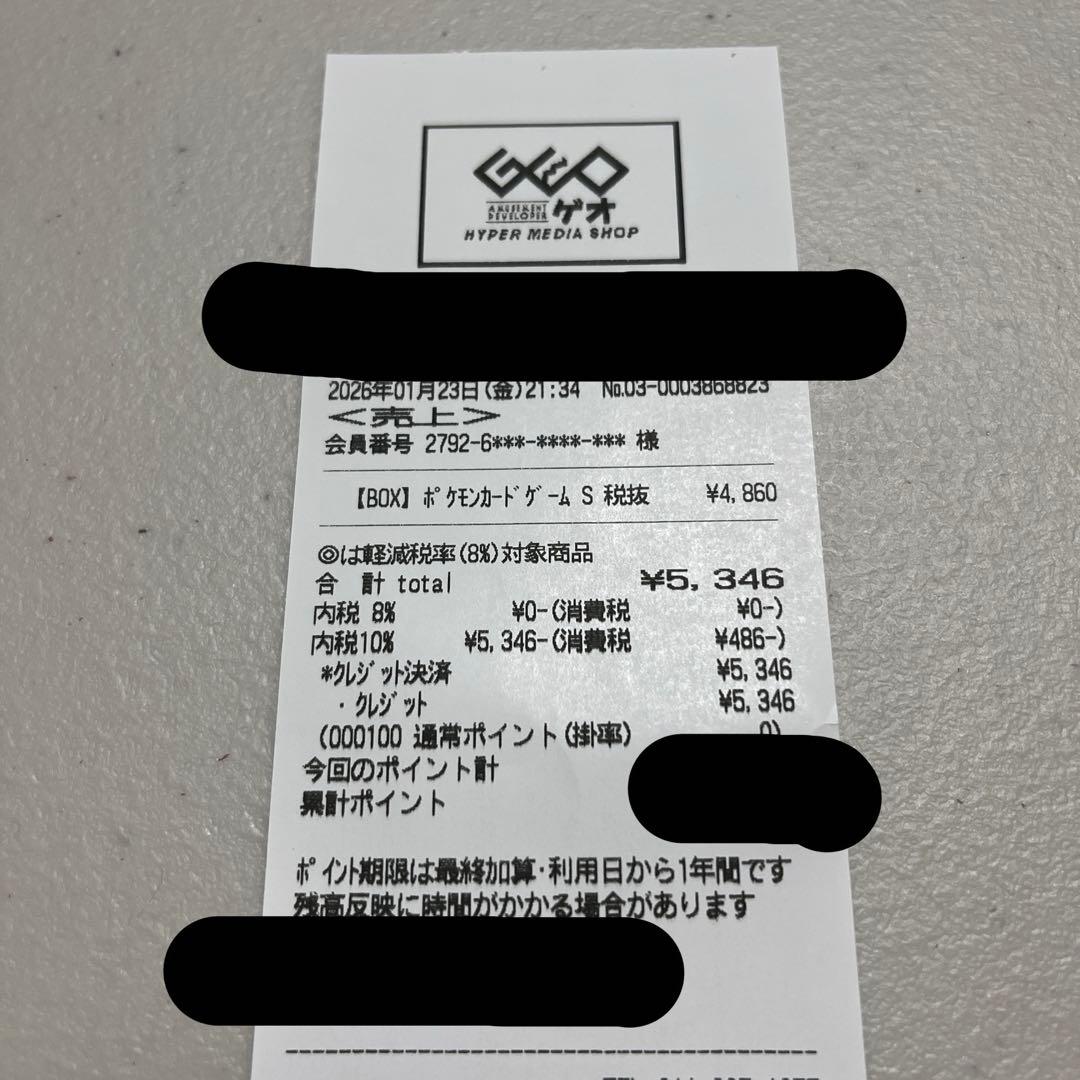 GEO
AMUSEMENT
DEVELOPER ゲオ
HYPER MEDIA SHOP
2026年01月23日(金)21:34 No.03-0003868823
<売上>
会員番号 2792-6***-****-*** 様
【BOX】ポケモンカードゲーム S 税抜 ¥4,860
◎は軽減税率(8%)対象商品
合 計 total ¥5,346
内税 8% ¥0-(消費税 ¥0-)
内税10% ¥5,346-(消費税 ¥486-)
*クレジット決済 ¥5,346
・クレジット ¥5,346
(000100 通常ポイント(掛率) 0)
今回のポイント計
累計ポイント
ポイント期限は最終加算・利用日から1年間です
残高反映に時間がかかる場合があります